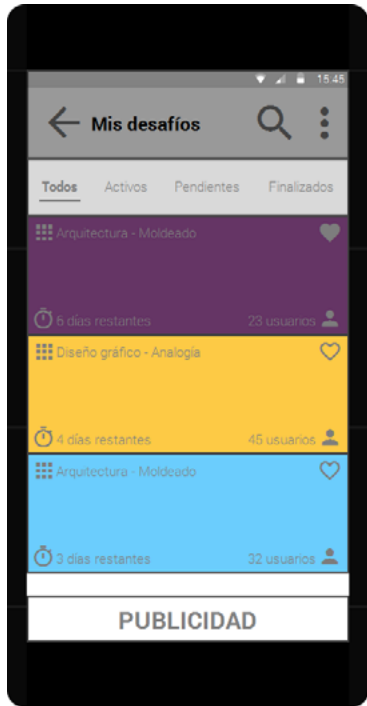 15:45
Mis desafíos
Todos Activos Pendientes Finalizados
Arquitectura - Moldeado
6 días restantes 23 usuarios
Diseño gráfico - Analogía
4 días restantes 45 usuarios
Arquitectura - Moldeado
3 días restantes 32 usuarios
PUBLICIDAD